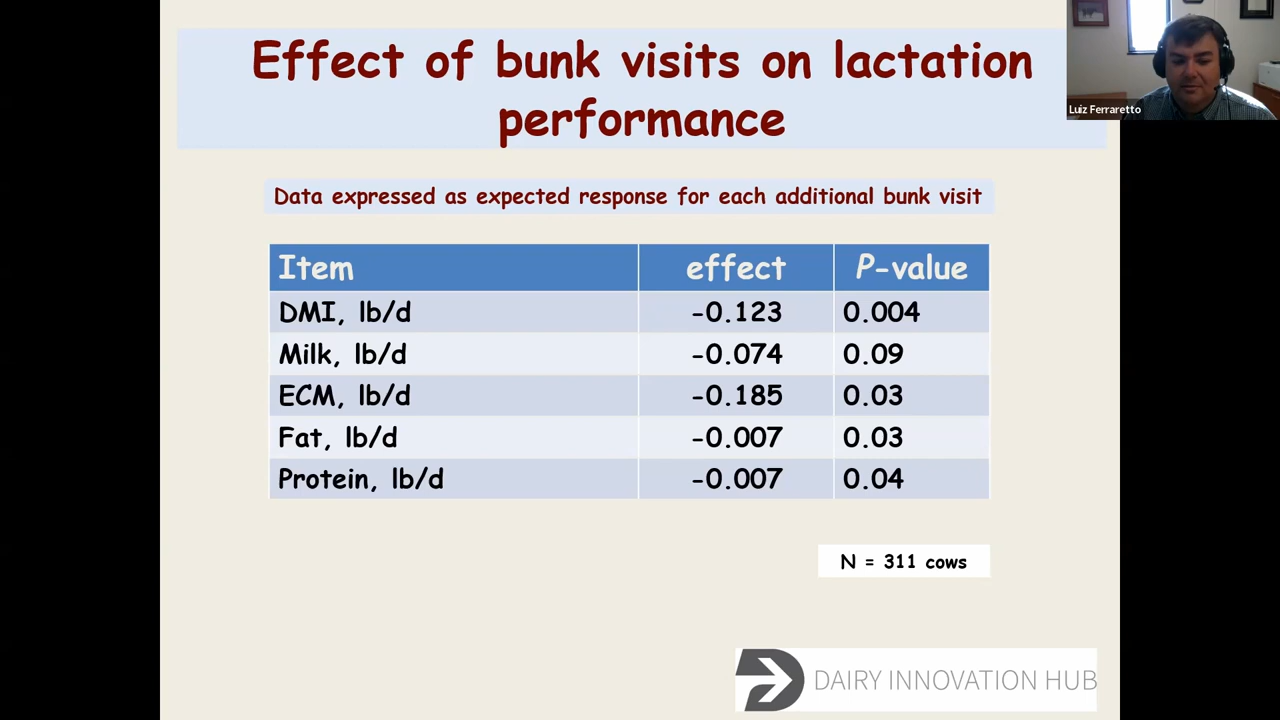 Effect of bunk visits on lactation
performance
Luiz Ferraretto
Data expressed as expected response for each additional bunk visit
Item effect P-value
DMI, lb/d -0.123 0.004
Milk, lb/d -0.074 0.09
ECM, lb/d -0.185 0.03
Fat, lb/d -0.007 0.03
Protein, lb/d -0.007 0.04
N = 311 cows
DAIRY INNOVATION HUB